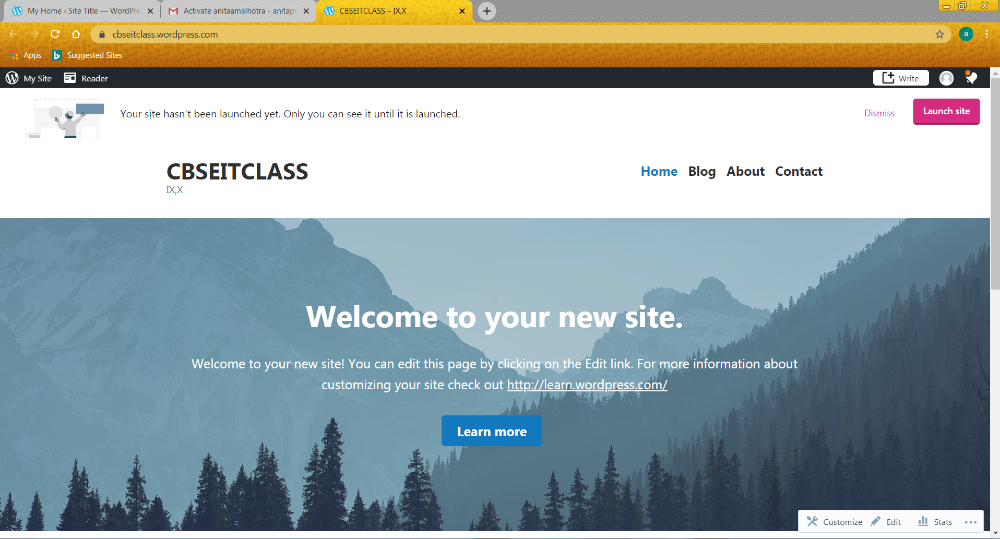 My Home ‹ Site Title — WordPre
Activate anitaamalhotra - anitapo
CBSEITCLASS – IX,X
cbseitclass.wordpress.com
a
Apps
Suggested Sites
My Site
Reader
Write
Your site hasn't been launched yet. Only you can see it until it is launched.
Dismiss
Launch site
CBSEITCLASS
IX,X
Home
Blog
About
Contact
Welcome to your new site.
Welcome to your new site! You can edit this page by clicking on the Edit link. For more information about
customizing your site check out http://learn.wordpress.com/
Learn more
Customize
Edit
Stats